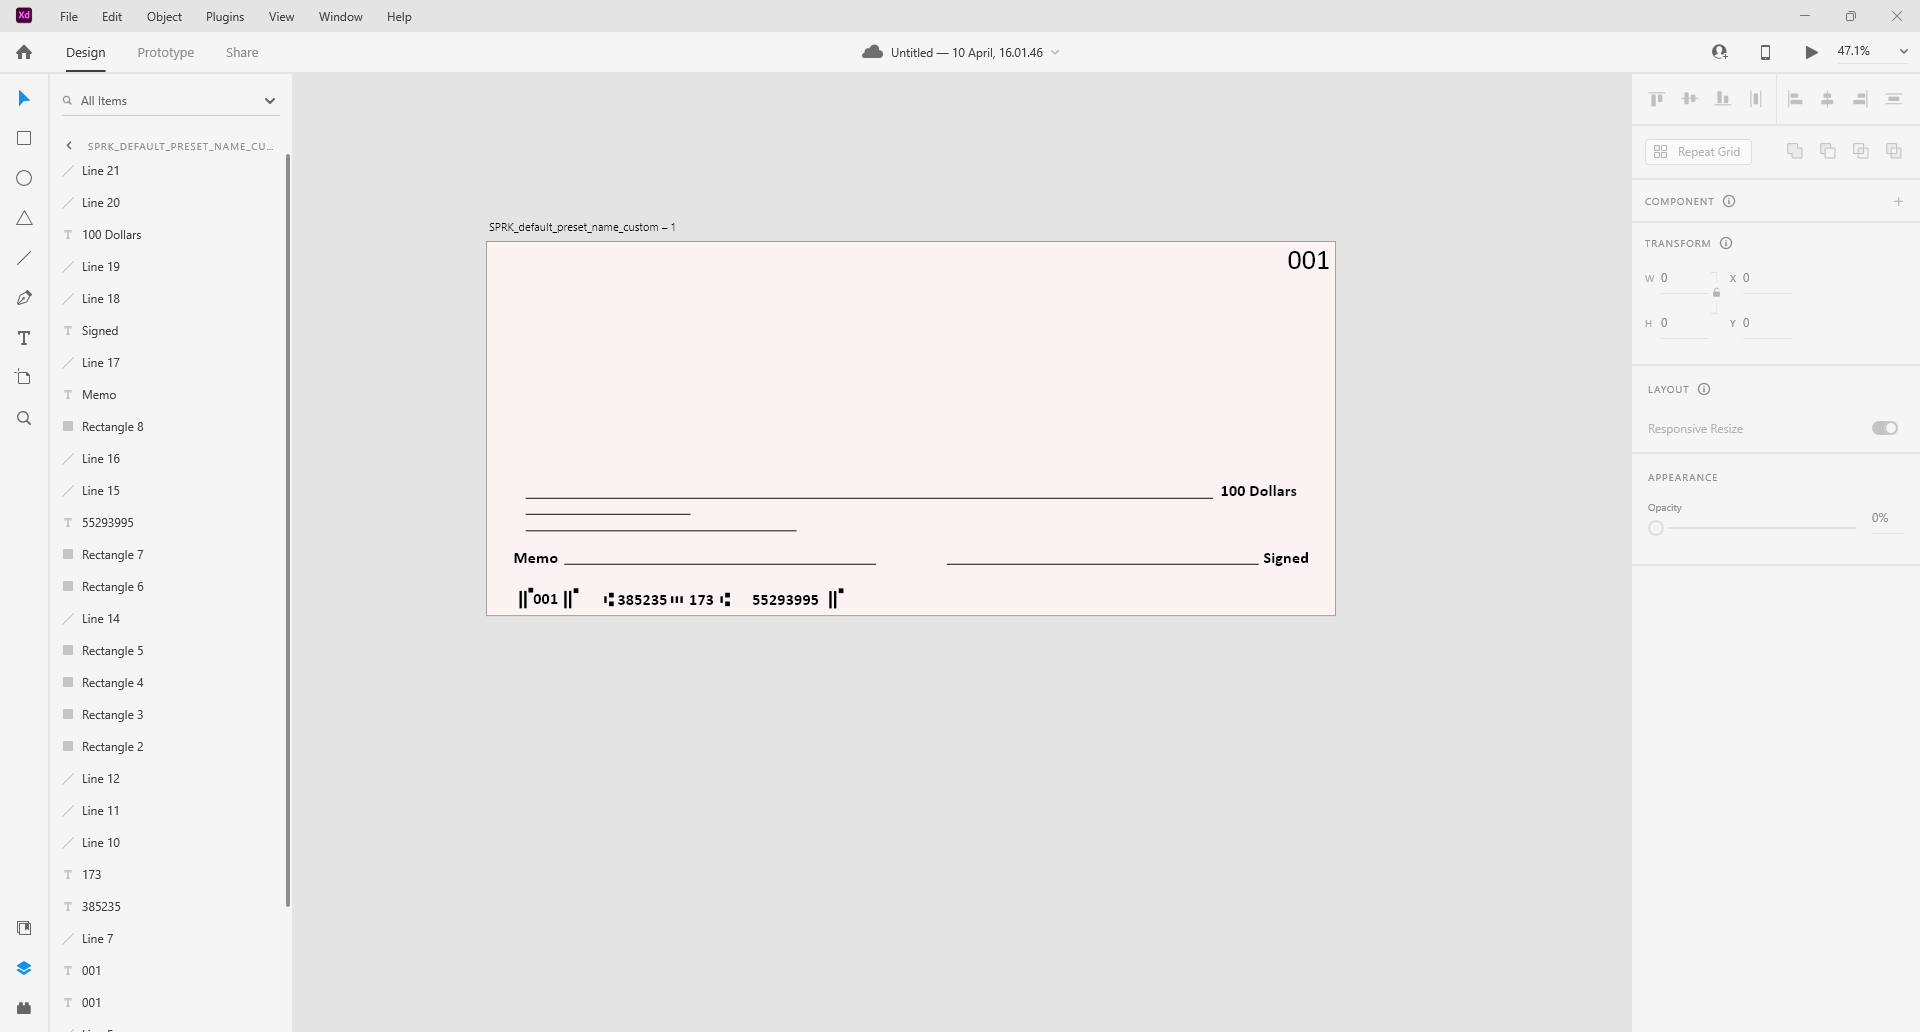 Xd File Edit Object Plugins View Window Help
Design Prototype Share Untitled — 10 April, 16.01.46 47.1%
All Items
SPRK_DEFAULT_PRESET_NAME_CU...
Line 21
Line 20
100 Dollars
Line 19
Line 18
Signed
Line 17
Memo
Rectangle 8
Line 16
Line 15
55293995
Rectangle 7
Rectangle 6
Line 14
Rectangle 5
Rectangle 4
Rectangle 3
Rectangle 2
Line 12
Line 11
Line 10
173
385235
Line 7
001
001
SPRK_default_preset_name_custom – 1
001
100 Dollars
Memo Signed
001 385235 173 55293995
Repeat Grid
COMPONENT
TRANSFORM
W 0 X 0
H 0 Y 0
LAYOUT
Responsive Resize
APPEARANCE
Opacity
0%